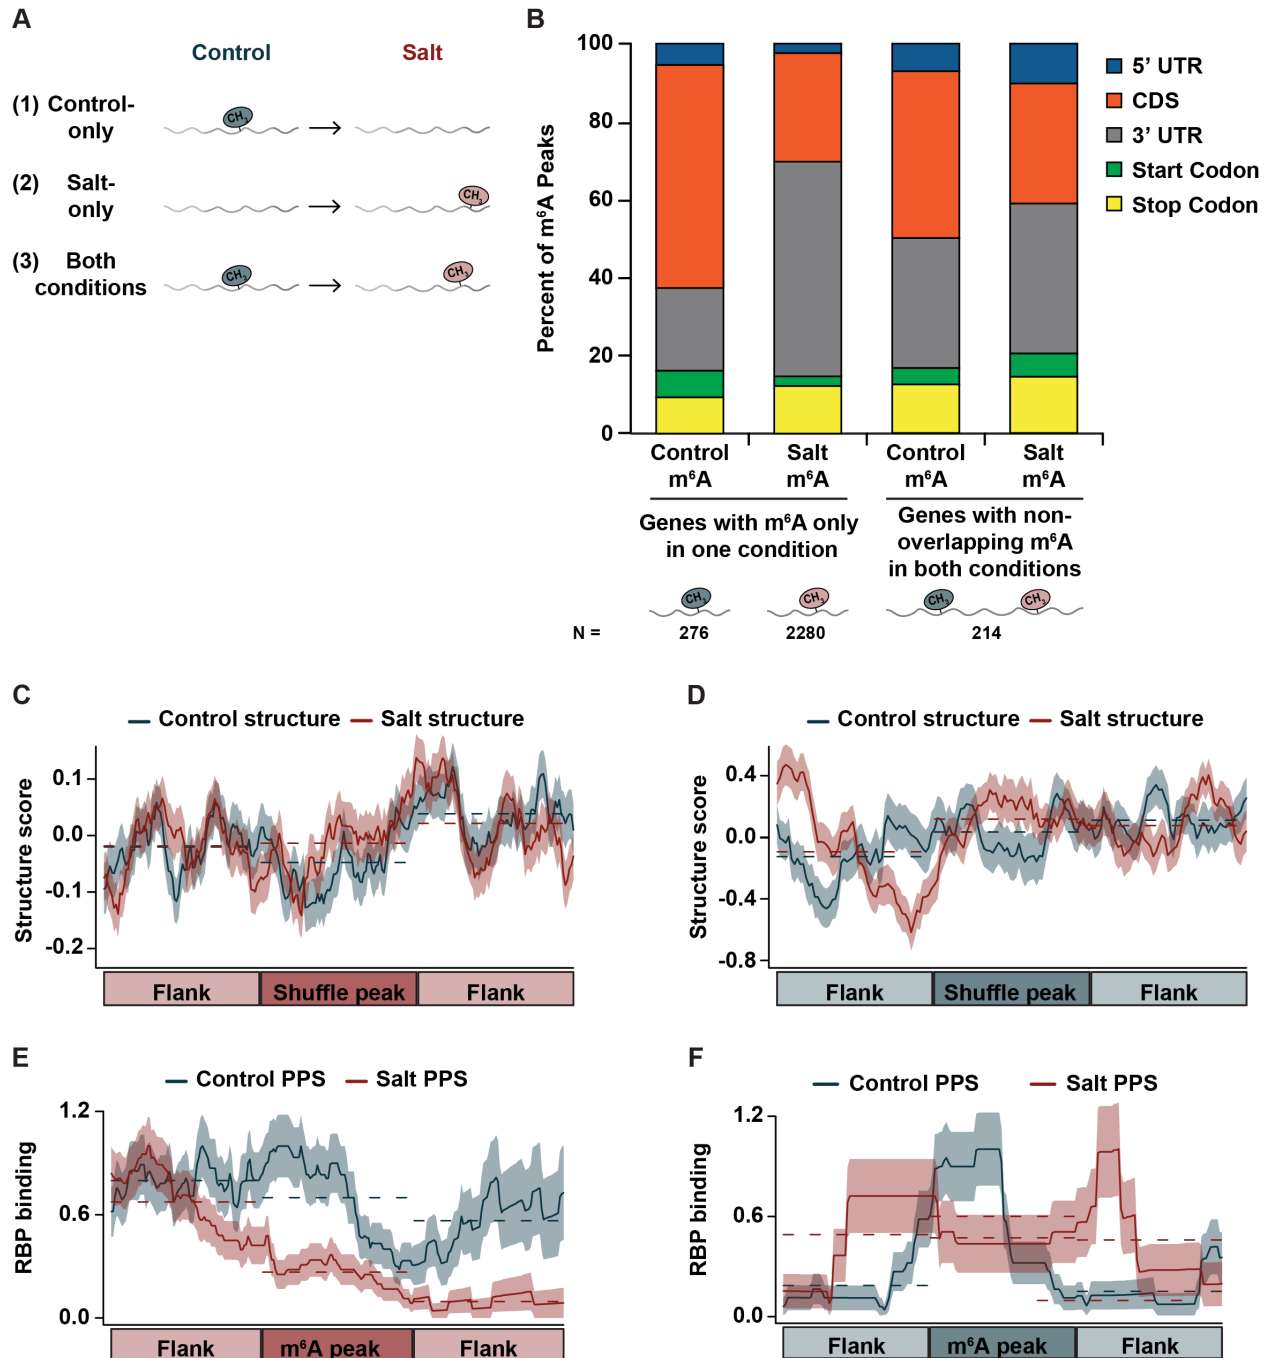 A
Control Salt
(1) Control-
only
CH3
(2) Salt-
only
CH3
(3) Both
conditions
CH3 CH3
B
Percent of m⁶A Peaks
100
80
60
40
20
0
5’ UTR
CDS
3’ UTR
Start Codon
Stop Codon
Control Salt Control Salt
m⁶A m⁶A m⁶A m⁶A
Genes with m⁶A only
in one condition
Genes with non-
overlapping m⁶A
in both conditions
CH3 CH3 CH3 CH3
N = 276 2280 214
C
Control structure Salt structure
Structure score
0.1
0.0
-0.1
-0.2
Flank Shuffle peak Flank
D
Control structure Salt structure
Structure score
0.4
0.0
-0.4
-0.8
Flank Shuffle peak Flank
E
Control PPS Salt PPS
RBP binding
1.2
0.6
0.0
Flank m⁶A peak Flank
F
Control PPS Salt PPS
RBP binding
1.2
0.6
0.0
Flank m⁶A peak Flank